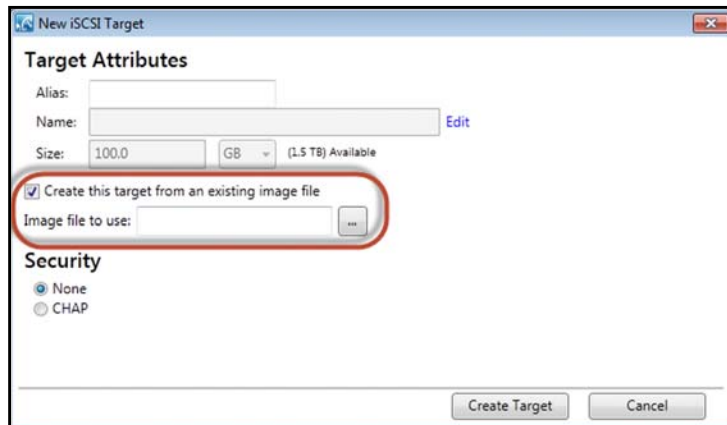 New iSCSI Target
Target Attributes
Alias:
Name: Edit
Size: 100.0 GB (1.5 TB) Available
Create this target from an existing image file
Image file to use: ...
Security
None
CHAP
Create Target Cancel